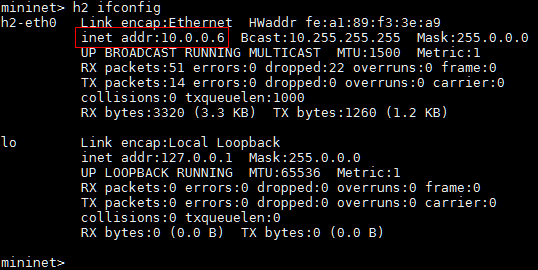 mininet> h2 ifconfig
h2-eth0 Link encap:Ethernet HWaddr fe:a1:89:f3:3e:a9
inet addr:10.0.0.6 Bcast:10.255.255.255 Mask:255.0.0.0
UP BROADCAST RUNNING MULTICAST MTU:1500 Metric:1
RX packets:51 errors:0 dropped:22 overruns:0 frame:0
TX packets:14 errors:0 dropped:0 overruns:0 carrier:0
collisions:0 txqueuelen:1000
RX bytes:3320 (3.3 KB) TX bytes:1260 (1.2 KB)
lo Link encap:Local Loopback
inet addr:127.0.0.1 Mask:255.0.0.0
UP LOOPBACK RUNNING MTU:65536 Metric:1
RX packets:0 errors:0 dropped:0 overruns:0 frame:0
TX packets:0 errors:0 dropped:0 overruns:0 carrier:0
collisions:0 txqueuelen:0
RX bytes:0 (0.0 B) TX bytes:0 (0.0 B)
mininet>